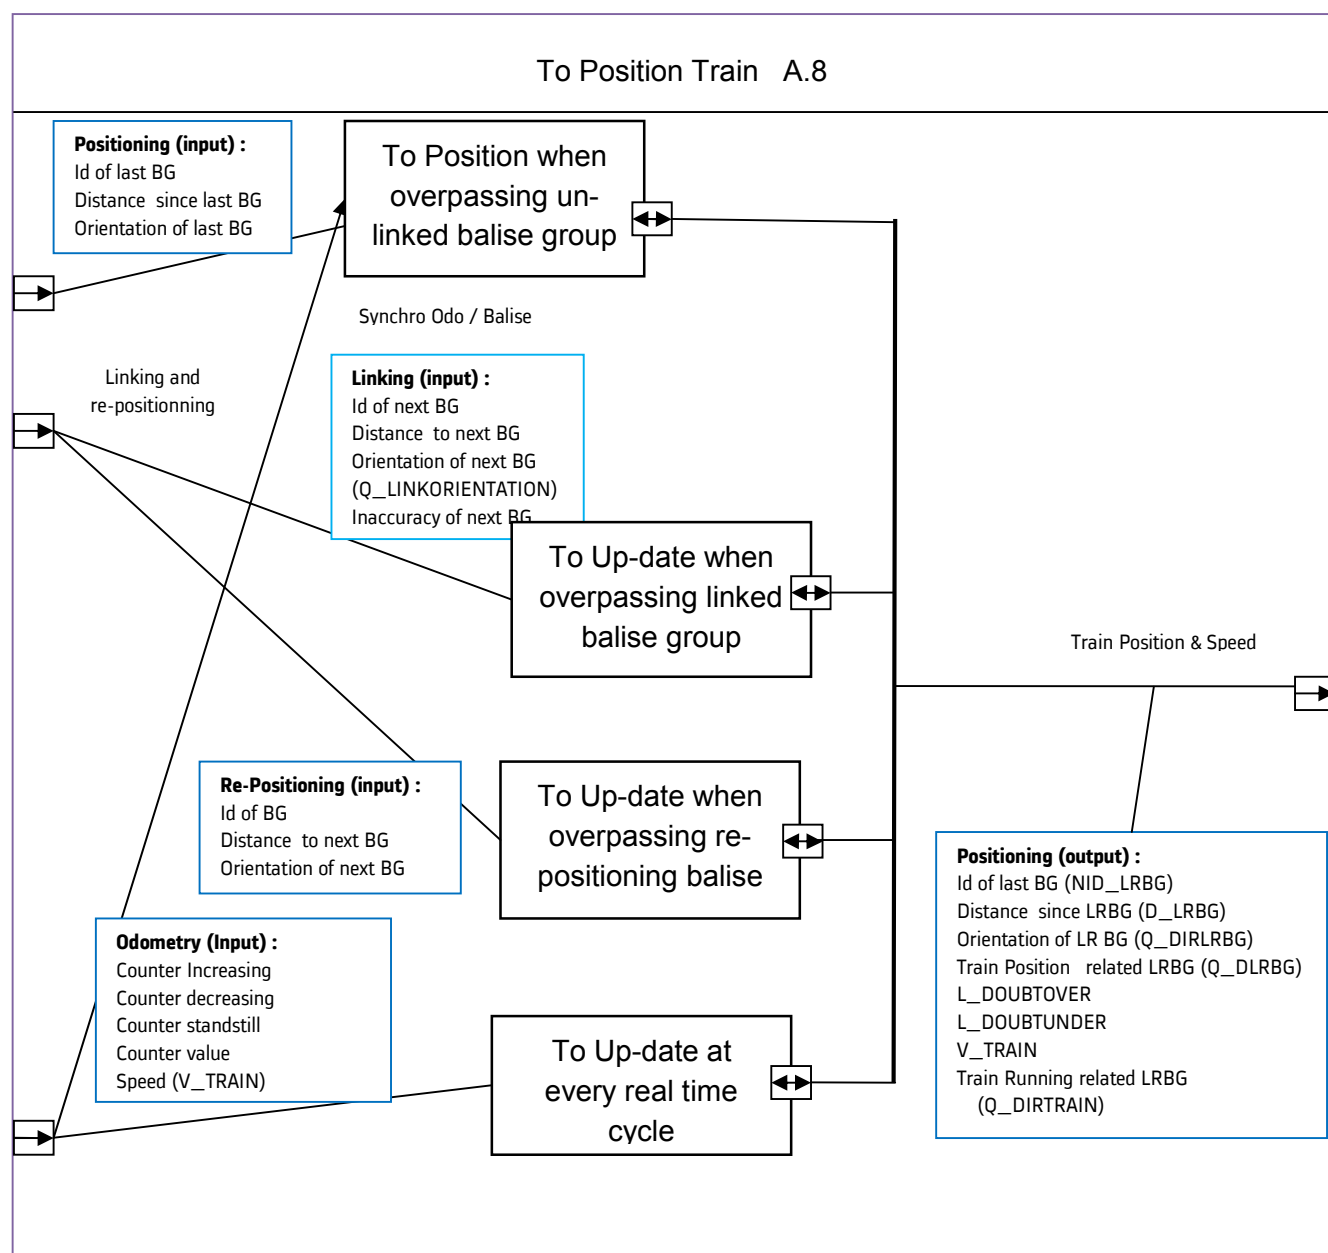 To Position Train   A.8
Positioning (input) :
Id of last BG
Distance  since last BG
Orientation of last BG
To Position when
overpassing un-
linked balise group
Synchro Odo / Balise
Linking and
re-positionning
Linking (input) :
Id of next BG
Distance  to next BG
Orientation of next BG
(Q_LINKORIENTATION)
Inaccuracy of next BG
To Up-date when
overpassing linked
balise group
Train Position & Speed
Re-Positioning (input) :
Id of BG
Distance  to next BG
Orientation of next BG
To Up-date when
overpassing re-
positioning balise
Positioning (output) :
Id of last BG (NID_LRBG)
Distance  since LRBG (D_LRBG)
Orientation of LR BG (Q_DIRLRBG)
Train Position   related LRBG (Q_DLRBG)
L_DOUBTOVER
L_DOUBTUNDER
V_TRAIN
Train Running related LRBG
(Q_DIRTRAIN)
Odometry (Input) :
Counter Increasing
Counter decreasing
Counter standstill
Counter value
Speed (V_TRAIN)
To Up-date at
every real time
cycle